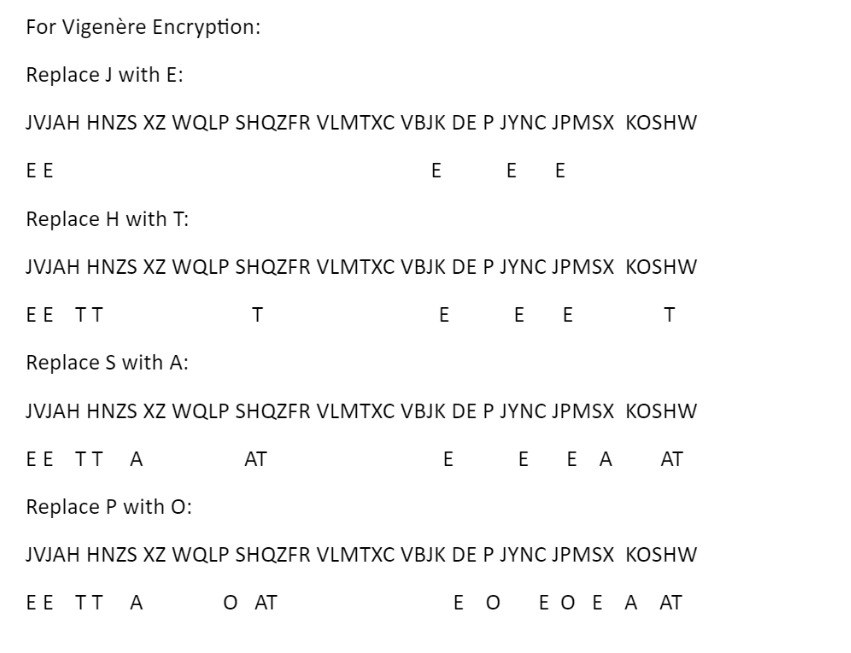 For Vigenère Encryption:
Replace J with E:
JVJAH HNZS XZ WQLP SHQZFR VLMTXC VBJK DE P JYNC JPMSX KOSHW
E E E E E
Replace H with T:
JVJAH HNZS XZ WQLP SHQZFR VLMTXC VBJK DE P JYNC JPMSX KOSHW
E E T T T E E E T
Replace S with A:
JVJAH HNZS XZ WQLP SHQZFR VLMTXC VBJK DE P JYNC JPMSX KOSHW
E E T T A AT E E E A AT
Replace P with O:
JVJAH HNZS XZ WQLP SHQZFR VLMTXC VBJK DE P JYNC JPMSX KOSHW
E E T T A O AT E O E O E A AT